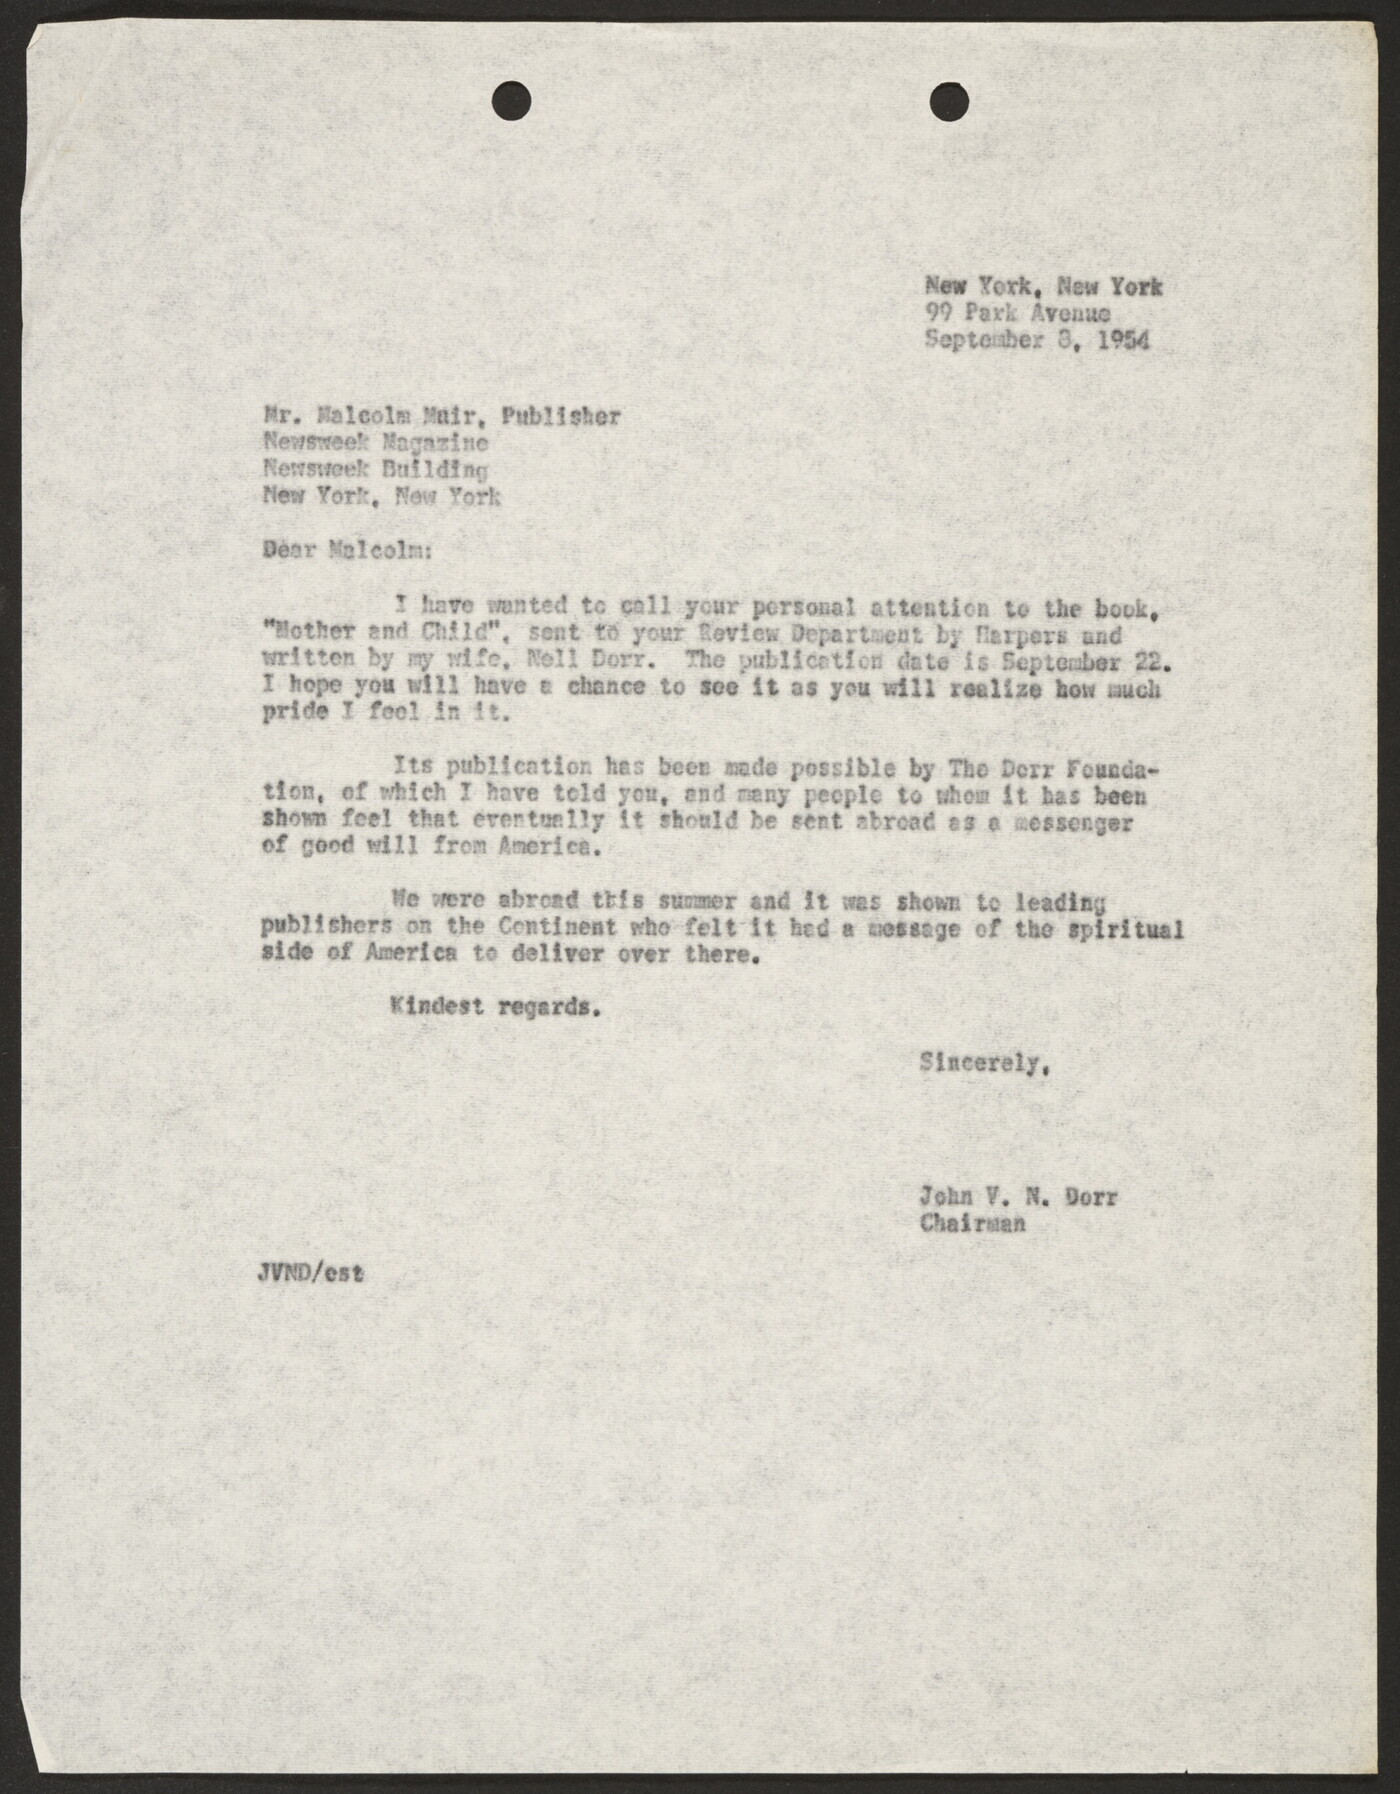 New York, New York
99 Park Avenue
September 8, 1954
Mr. Malcolm Muir, Publisher
Newsweek Magazine
Newsweek Building
New York, New York
Dear Malcolm:
I have wanted to call your personal attention to the book,
"Mother and Child", sent to your Review Department by Harpers and
written by my wife, Nell Dorr. The publication date is September 22.
I hope you will have a chance to see it as you will realize how much
pride I feel in it.
Its publication has been made possible by The Dorr Founda-
tion, of which I have told you, and many people to whom it has been
shown feel that eventually it should be sent abroad as a messenger
of good will from America.
We were abroad this summer and it was shown to leading
publishers on the Continent who felt it had a message of the spiritual
side of America to deliver over there.
Kindest regards.
Sincerely,
John V. N. Dorr
Chairman
JVND/est